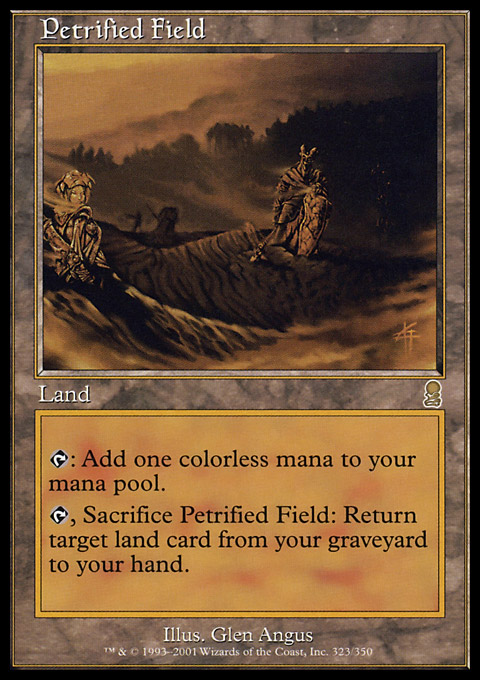 Petrified Field
Land
: Add one colorless mana to your
mana pool.
, Sacrifice Petrified Field: Return
target land card from your graveyard
to your hand.
Illus. Glen Angus
™ & © 1993–2001 Wizards of the Coast, Inc. 323/350